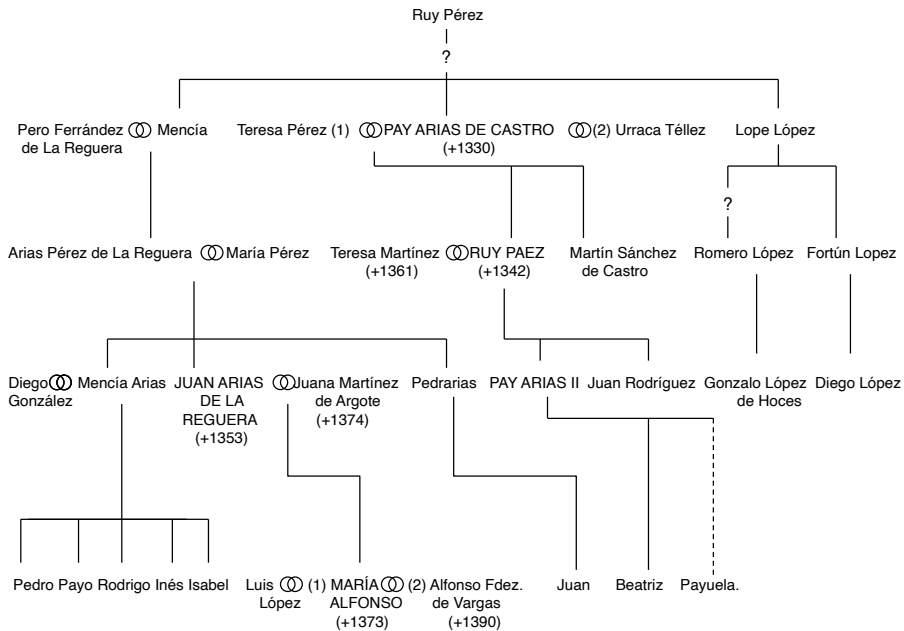 Ruy Pérez
?
Pero Ferrández Mencía Teresa Pérez (1) PAY ARIAS DE CASTRO (2) Urraca Téllez Lope López
de La Reguera (+1330)
?
Arias Pérez de La Reguera María Pérez Teresa Martínez RUY PAEZ Martín Sánchez Romero López Fortún Lopez
(+1361) (+1342) de Castro
Diego Mencía Arias JUAN ARIAS Juana Martínez Pedrarias PAY ARIAS II Juan Rodríguez Gonzalo López Diego López
González DE LA de Argote de Hoces
REGUERA (+1374)
(+1353)
Pedro Payo Rodrigo Inés Isabel Luis (1) MARÍA (2) Alfonso Fdez. Juan Beatriz Payuela.
López ALFONSO de Vargas
(+1373) (+1390)